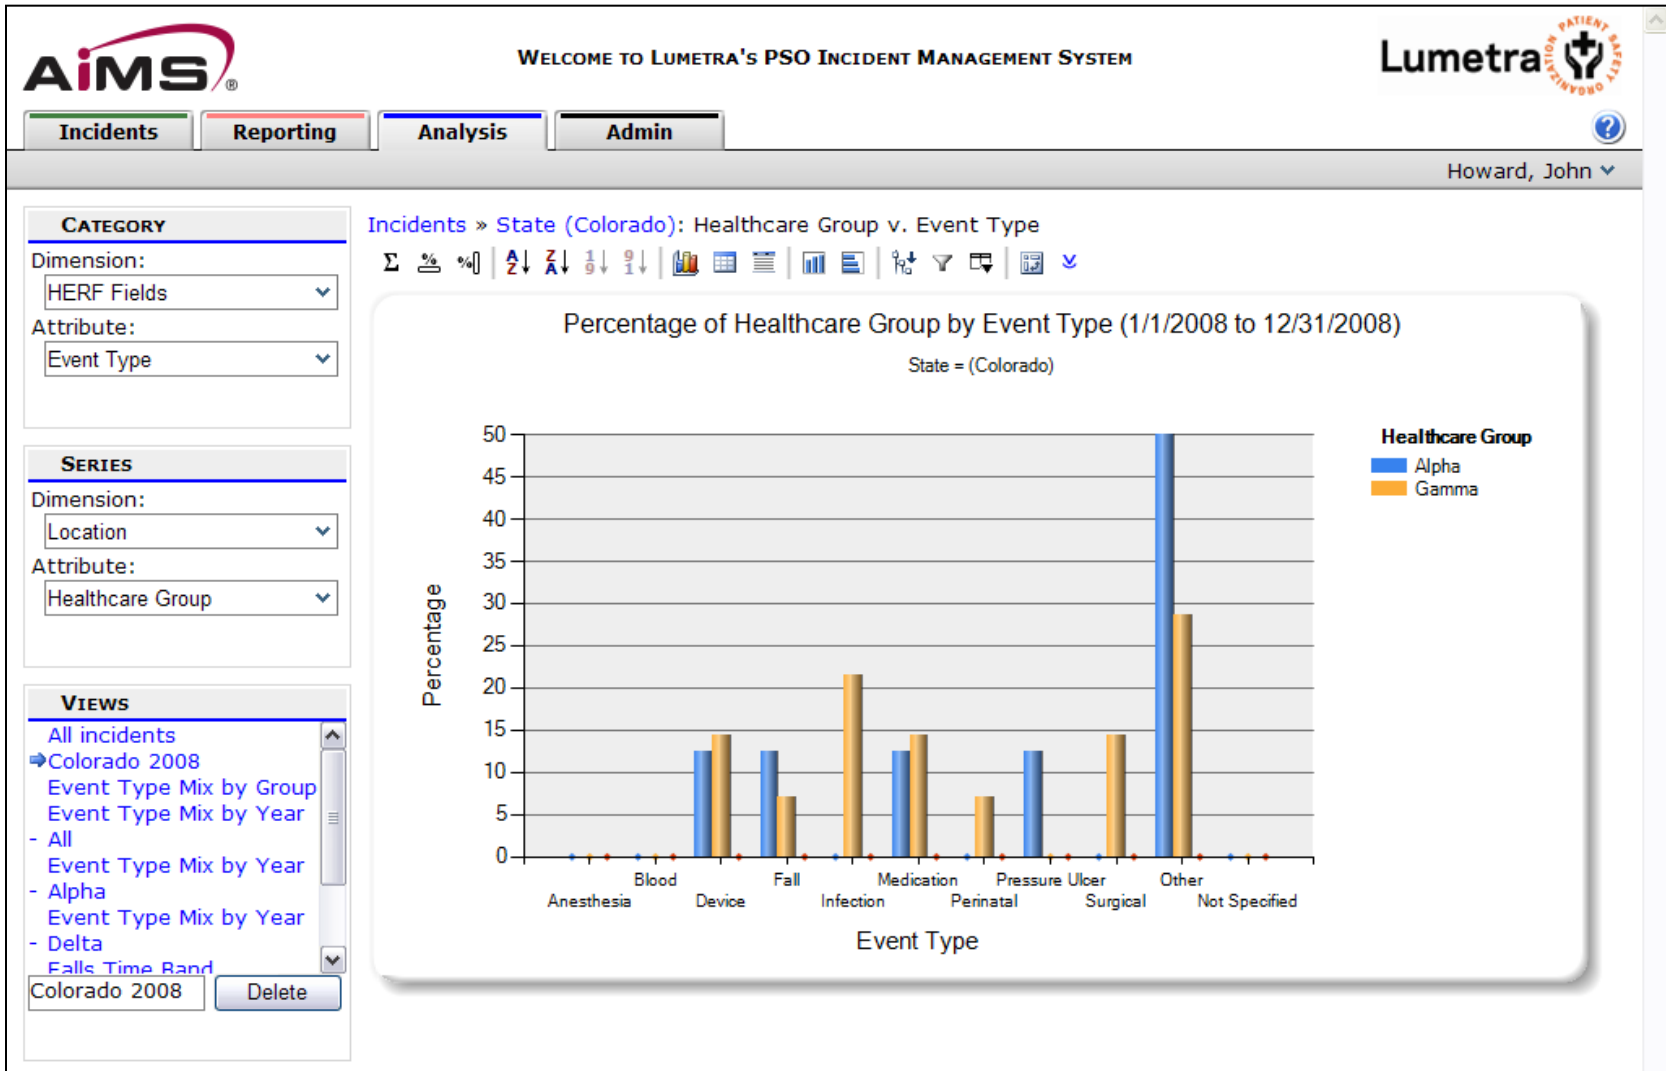 AiMS®
WELCOME TO LUMETRA'S PSO INCIDENT MANAGEMENT SYSTEM
Lumetra
PATIENT SAFETY ORGANIZATION
Incidents
Reporting
Analysis
Admin
?
Howard, John
CATEGORY
Dimension:
HERF Fields
Attribute:
Event Type
SERIES
Dimension:
Location
Attribute:
Healthcare Group
VIEWS
All incidents
Colorado 2008
Event Type Mix by Group
Event Type Mix by Year
- All
Event Type Mix by Year
- Alpha
Event Type Mix by Year
- Delta
Falls Time Band
Colorado 2008
Delete
Incidents » State (Colorado): Healthcare Group v. Event Type
Σ % % A Z Z A 1 9 9 1
Percentage of Healthcare Group by Event Type (1/1/2008 to 12/31/2008)
State = (Colorado)
50
45
40
35
30
25
20
15
10
5
0
Percentage
Blood Fall Medication Pressure Ulcer Other
Anesthesia Device Infection Perinatal Surgical Not Specified
Event Type
Healthcare Group
Alpha
Gamma